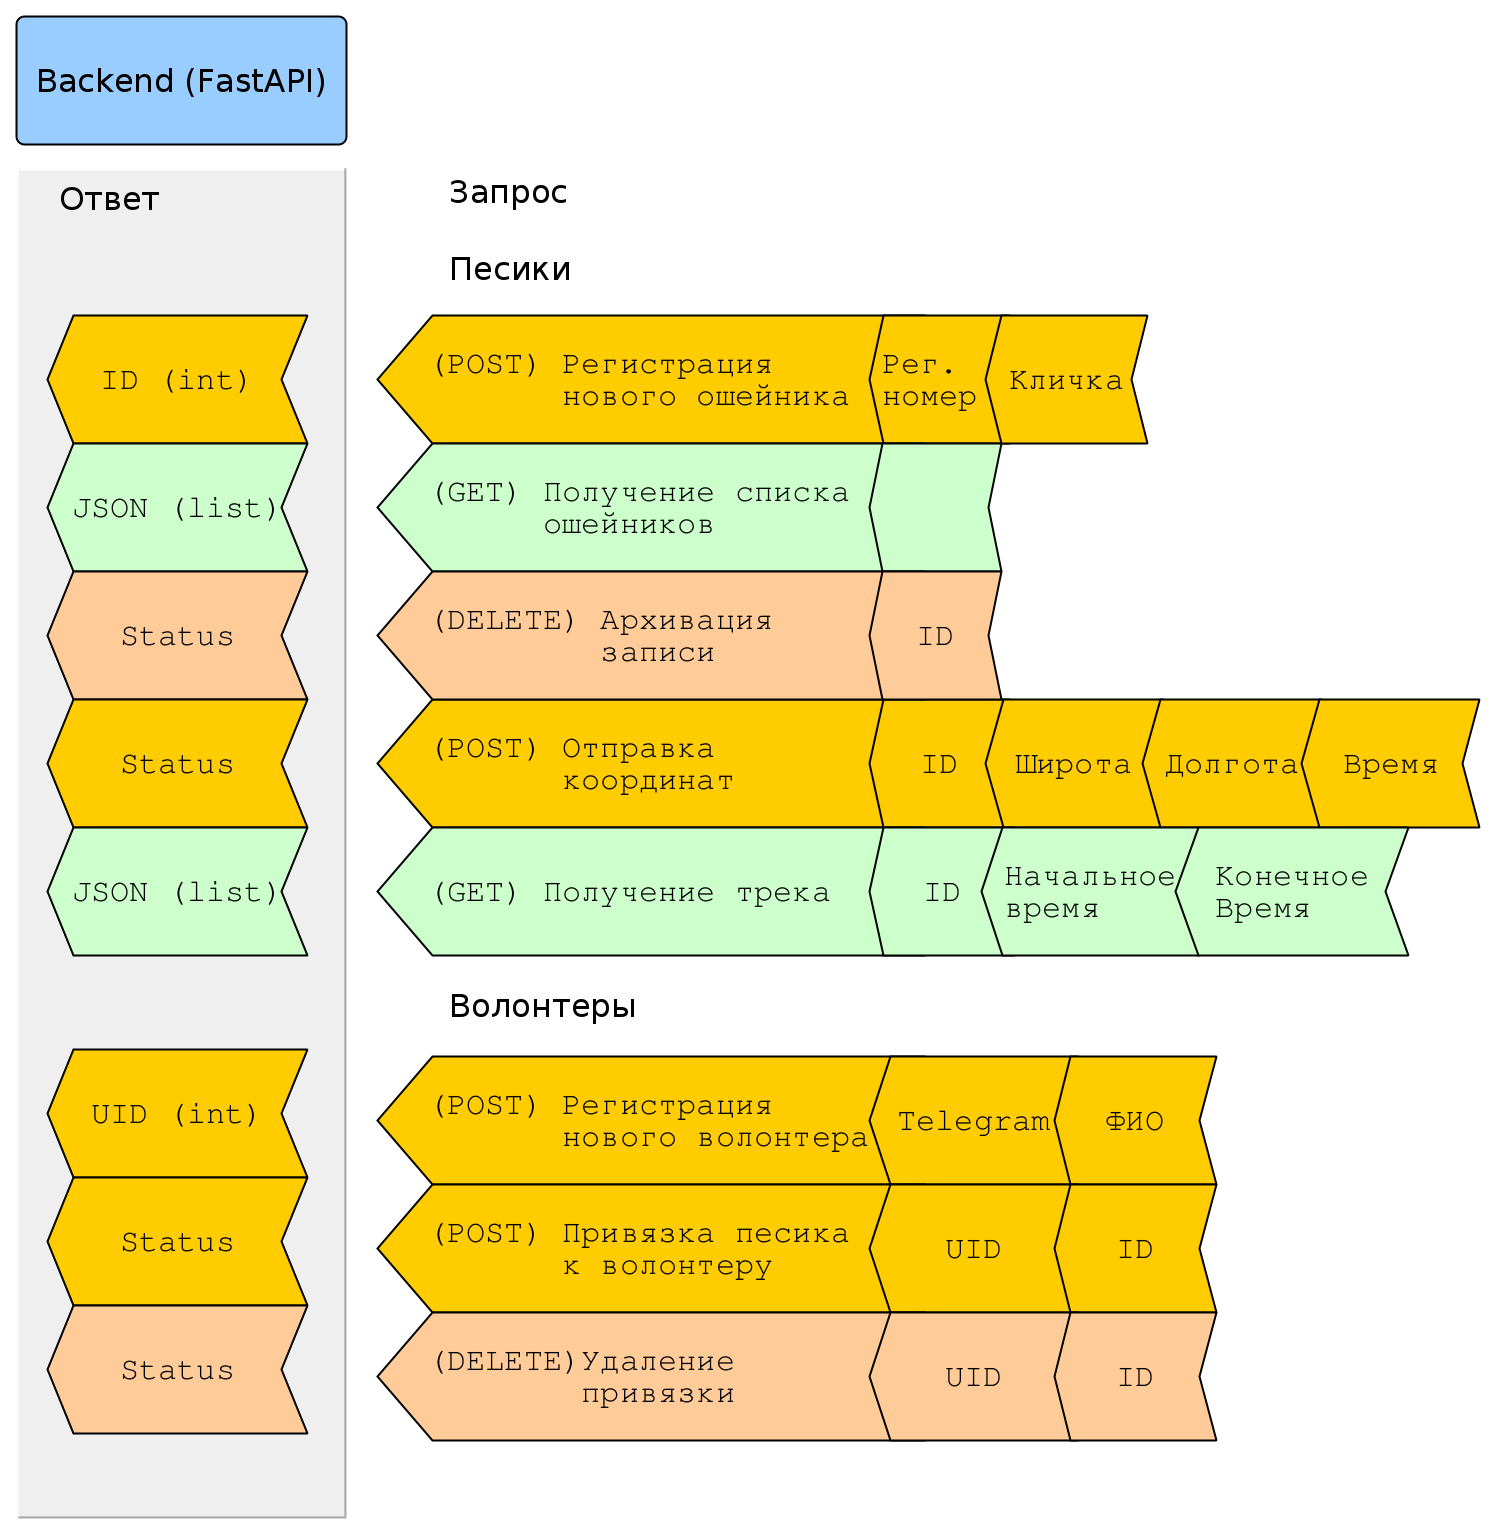 Backend (FastAPI)
Ответ
Запрос
Песики
ID (int)
(POST) Регистрация
нового ошейника
Рег.
номер
Кличка
JSON (list)
(GET) Получение списка
ошейников
Status
(DELETE) Архивация
записи
ID
Status
(POST) Отправка
координат
ID
Широта
Долгота
Время
JSON (list)
(GET) Получение трека
ID
Начальное
время
Конечное
Время
Волонтеры
UID (int)
(POST) Регистрация
нового волонтера
Telegram
ФИО
Status
(POST) Привязка песика
к волонтеру
UID
ID
Status
(DELETE)Удаление
привязки
UID
ID